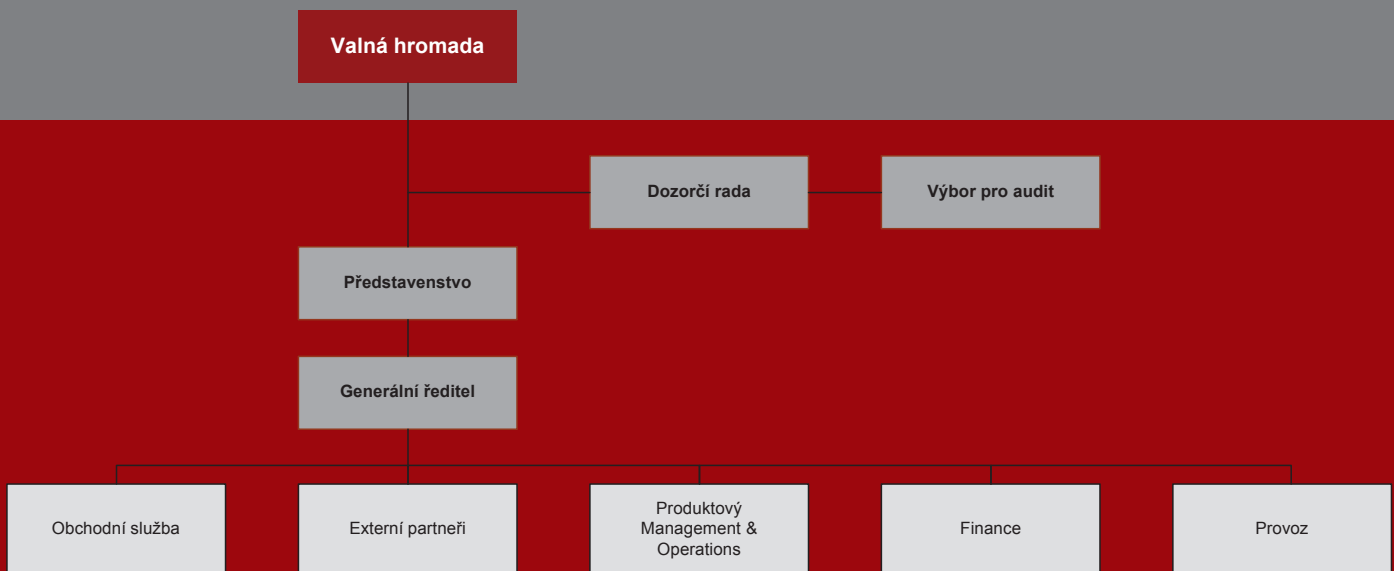 Valná hromada
Dozorčí rada
Výbor pro audit
Představenstvo
Generální ředitel
Obchodní služba
Externí partneři
Produktový
Management &
Operations
Finance
Provoz